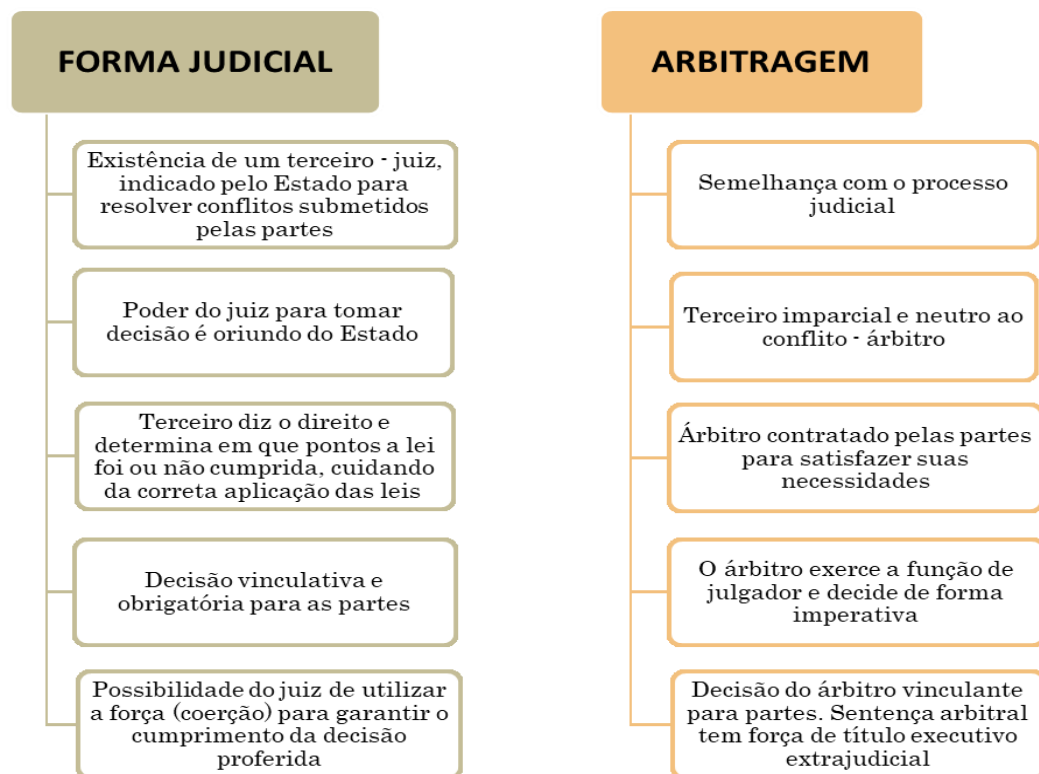 FORMA JUDICIAL
Existência de um terceiro - juiz,
indicado pelo Estado para
resolver conflitos submetidos
pelas partes
Poder do juiz para tomar
decisão é oriundo do Estado
Terceiro diz o direito e
determina em que pontos a lei
foi ou não cumprida, cuidando
da correta aplicação das leis
Decisão vinculativa e
obrigatória para as partes
Possibilidade do juiz de utilizar
a força (coerção) para garantir o
cumprimento da decisão
proferida
ARBITRAGEM
Semelhança com o processo
judicial
Terceiro imparcial e neutro ao
conflito - árbitro
Árbitro contratado pelas partes
para satisfazer suas
necessidades
O árbitro exerce a função de
julgador e decide de forma
imperativa
Decisão do árbitro vinculante
para partes. Sentença arbitral
tem força de título executivo
extrajudicial